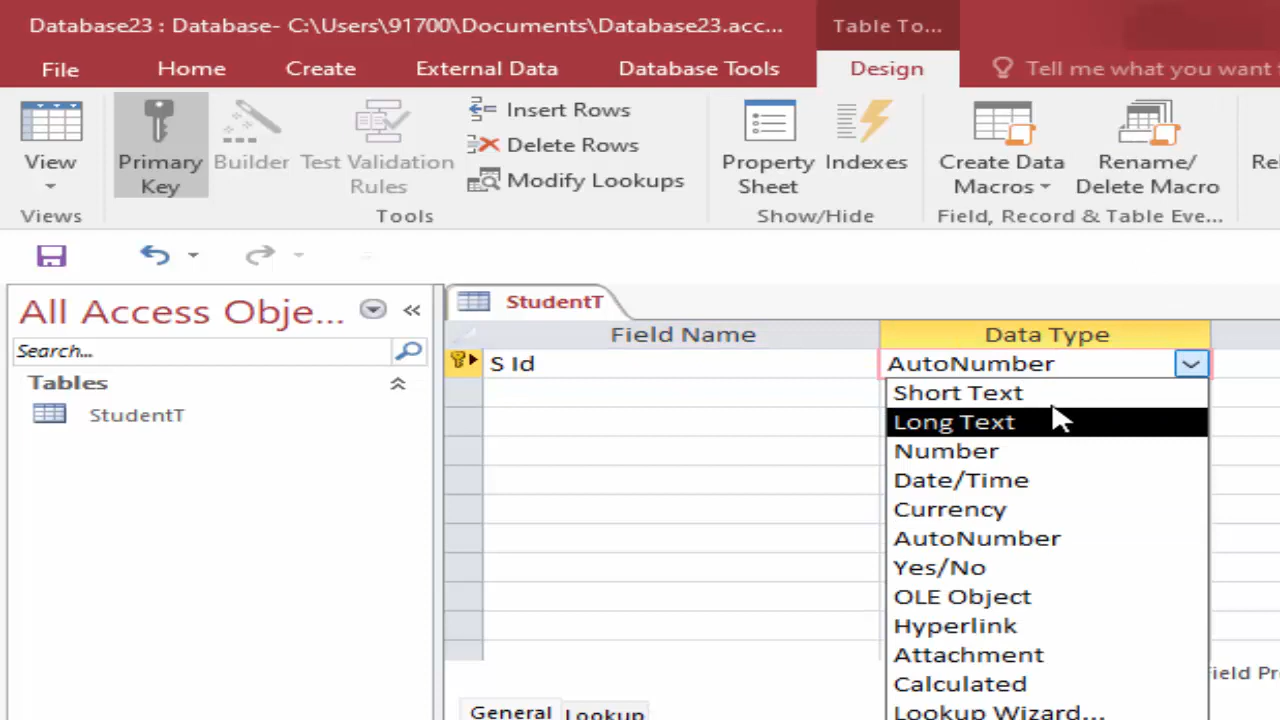 Database23 : Database- C:\Users\91700\Documents\Database23.acc...
Table To...
File Home Create External Data Database Tools Design Tell me what you want
View
Primary Key
Builder
Test Validation Rules
Insert Rows
Delete Rows
Modify Lookups
Property Sheet
Indexes
Create Data Macros
Rename/ Delete Macro
Re
Views
Tools
Show/Hide
Field, Record & Table Eve...
All Access Obje...
Search...
Tables
StudentT
StudentT
Field Name Data Type
S Id AutoNumber
Short Text
Long Text
Number
Date/Time
Currency
AutoNumber
Yes/No
OLE Object
Hyperlink
Attachment
Calculated
Lookup Wizard...
Field Pr
General Lookup